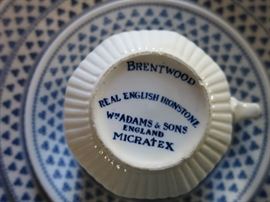 BRENTWOOD
REAL ENGLISH IRONSTONE
WM ADAMS & SONS
ENGLAND
MICRATEX